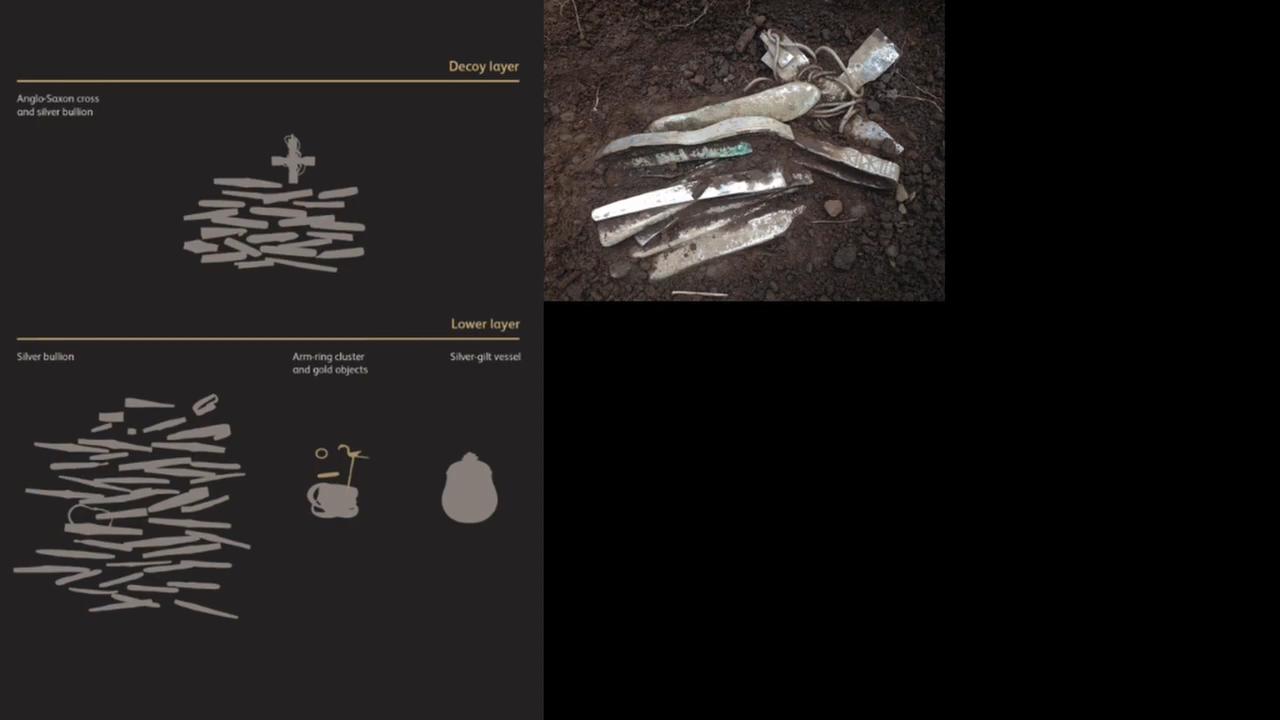 Decoy layer
Anglo-Saxon cross
and silver bullion
Lower layer
Silver bullion
Arm-ring cluster
and gold objects
Silver-gilt vessel